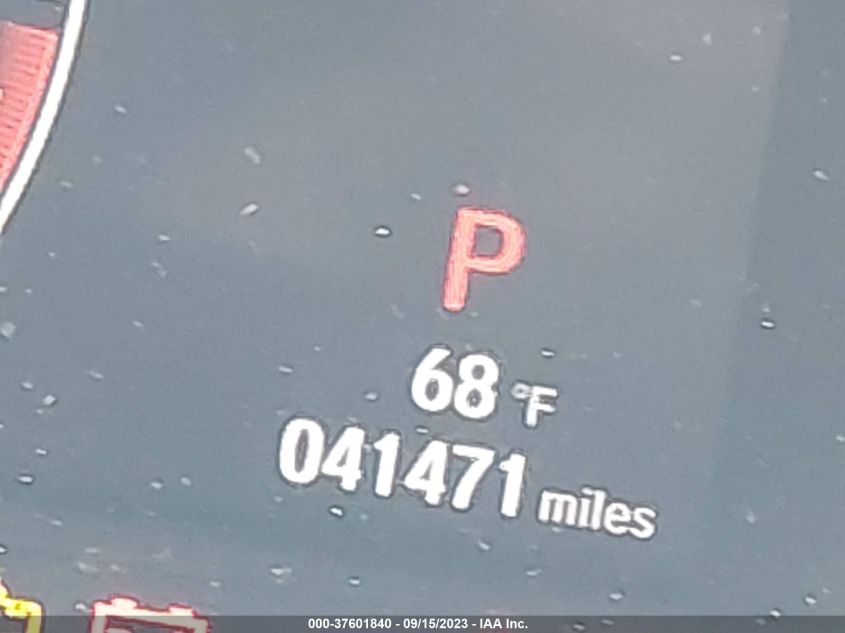 P
68 °F
041471 miles
000-37601840 - 09/15/2023 - IAA Inc.